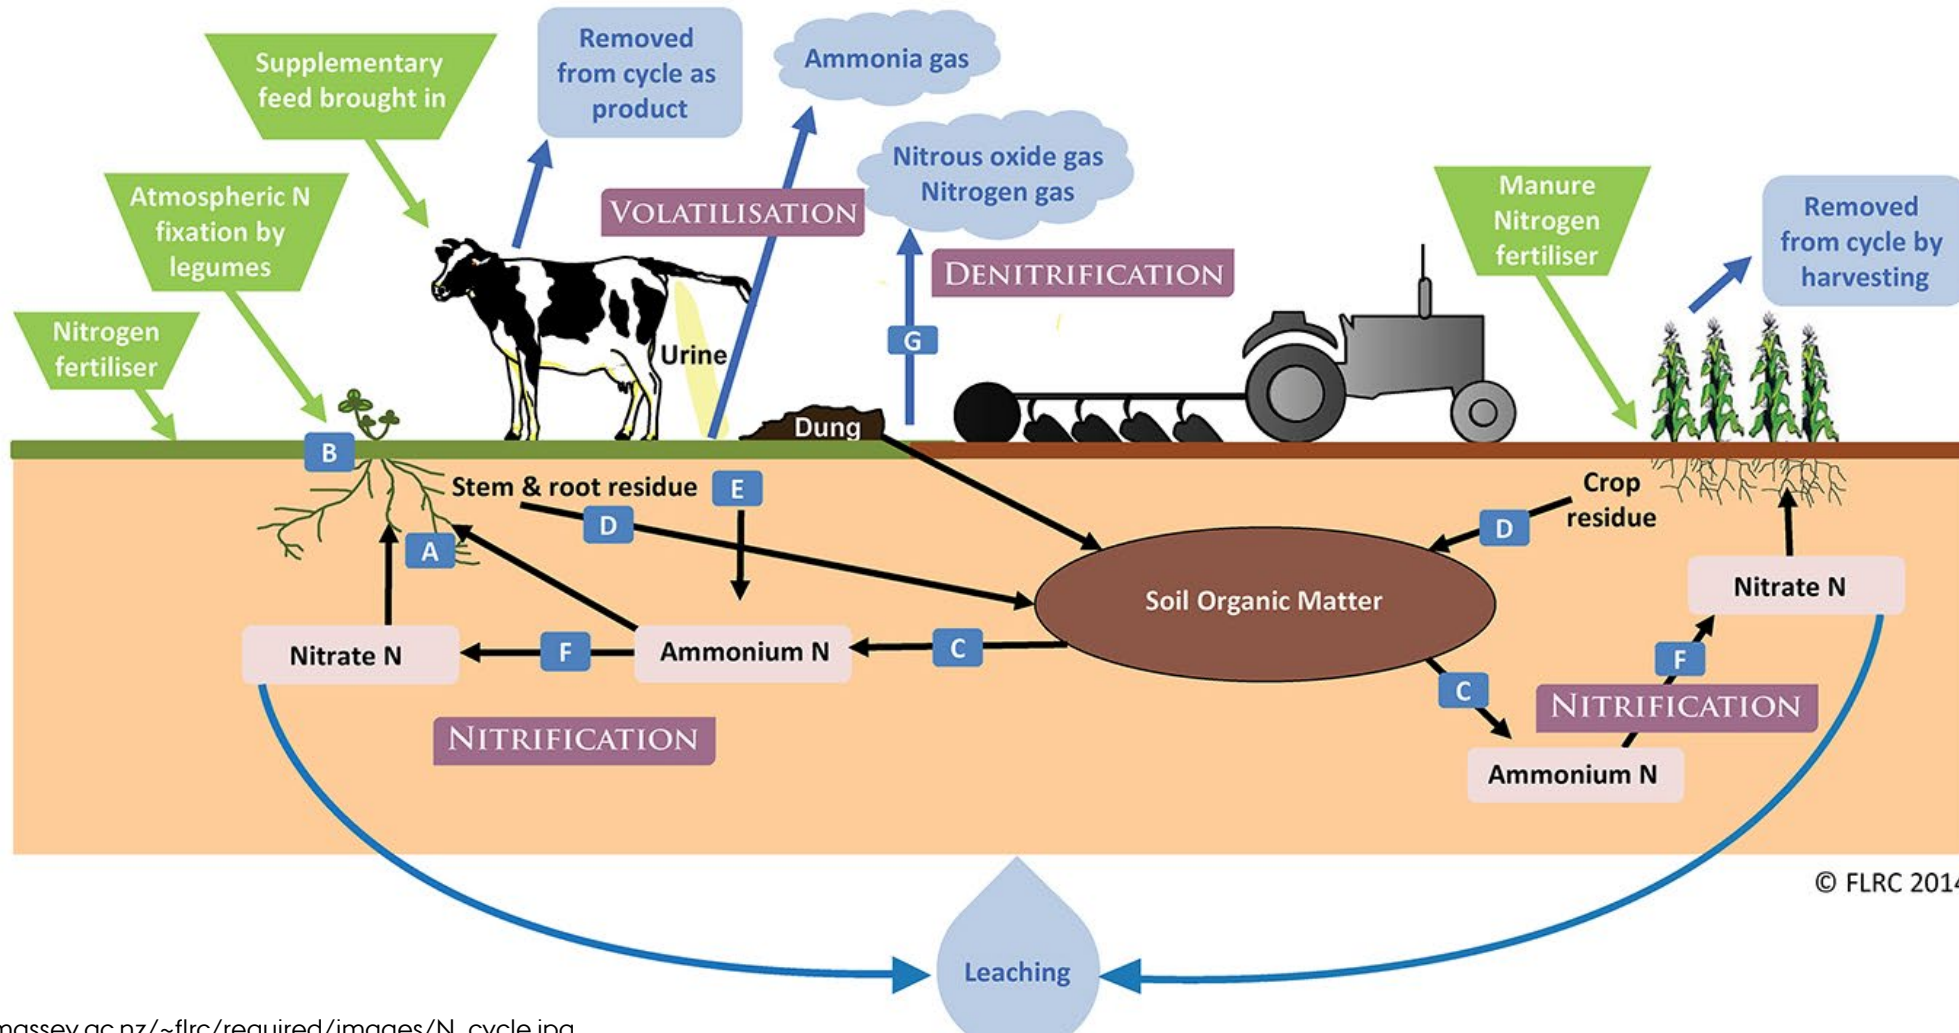 Supplementary
feed brought in
Removed
from cycle as
product
Ammonia gas
Nitrous oxide gas
Nitrogen gas
Atmospheric N
fixation by
legumes
VOLATILISATION
DENITRIFICATION
Manure
Nitrogen
fertiliser
Removed
from cycle by
harvesting
Nitrogen
fertiliser
Urine
G
Dung
B
Stem & root residue
E
D
A
Crop
residue
D
Soil Organic Matter
Nitrate N
Nitrate N
F
Ammonium N
C
F
C
NITRIFICATION
NITRIFICATION
Ammonium N
© FLRC 2014
Leaching
massey.ac.nz/~flrc/required/images/N_cycle.jpg